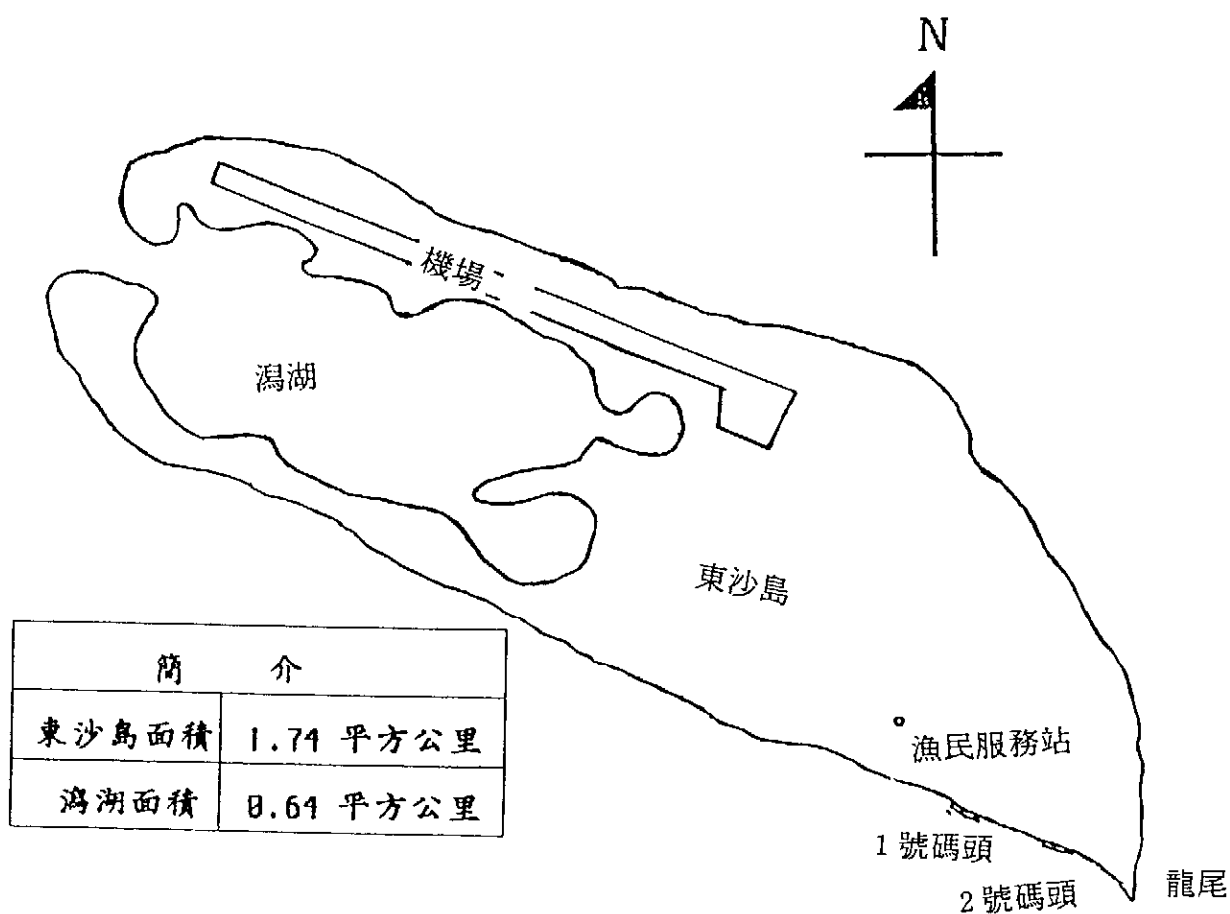 N
機場
潟湖
東沙島
簡 介
東沙島面積 1.74 平方公里
潟湖面積 0.64 平方公里
漁民服務站
1 號碼頭
2 號碼頭
龍尾